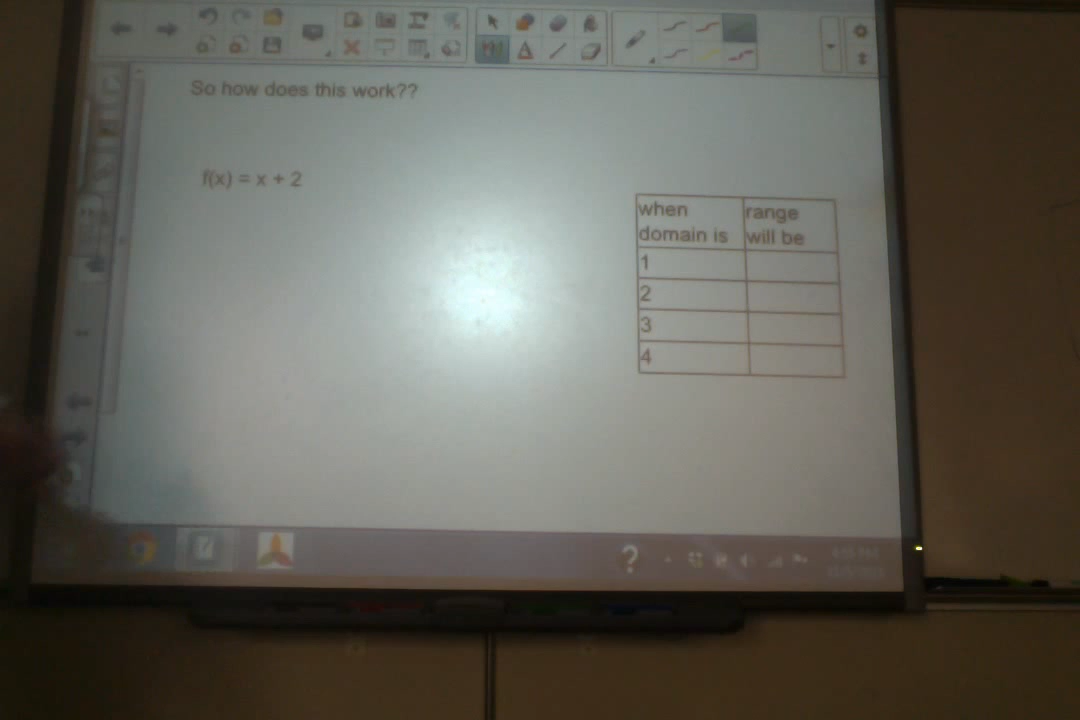 So how does this work??
f(x) = x + 2
when domain is
range will be
1
2
3
4
?